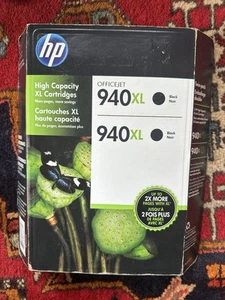 hp
OFFICEJET
High Capacity
XL Cartridges
More pages, more savings
940XL
Black
Noir
Cartouches XL
haute capacité
Plus de pages, d'économies
940XL
Black
Noir
UP TO
2X MORE
PAGES WITH XL
JUSQU'À
2 FOIS PLUS
DE PAGES
AVEC XL